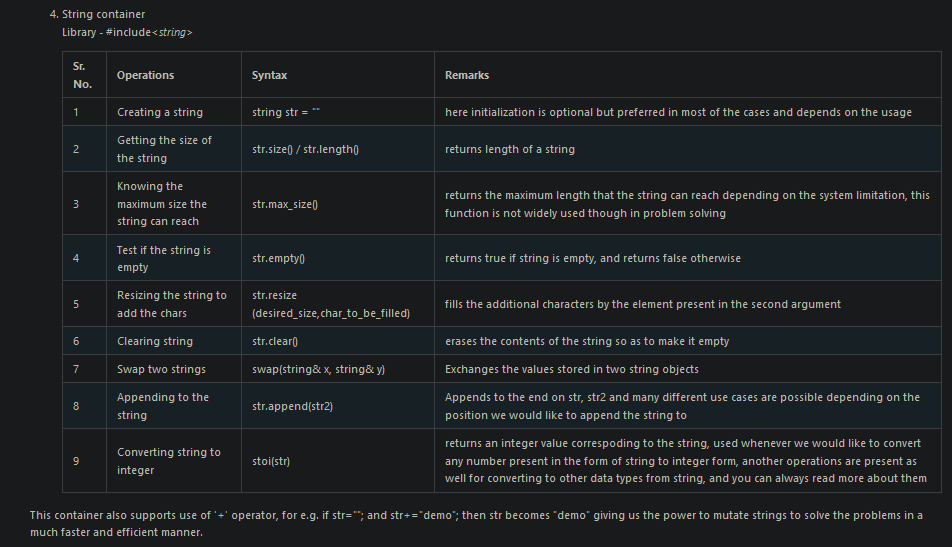 4. String container
Library - #include<string>
Sr. No. Operations Syntax Remarks
1 Creating a string string str = "" here initialization is optional but preferred in most of the cases and depends on the usage
2 Getting the size of the string str.size() / str.length() returns length of a string
3 Knowing the maximum size the string can reach str.max_size() returns the maximum length that the string can reach depending on the system limitation, this function is not widely used though in problem solving
4 Test if the string is empty str.empty() returns true if string is empty, and returns false otherwise
5 Resizing the string to add the chars str.resize (desired_size,char_to_be_filled) fills the additional characters by the element present in the second argument
6 Clearing string str.clear() erases the contents of the string so as to make it empty
7 Swap two strings swap(string& x, string& y) Exchanges the values stored in two string objects
8 Appending to the string str.append(str2) Appends to the end on str, str2 and many different use cases are possible depending on the position we would like to append the string to
9 Converting string to integer stoi(str) returns an integer value correspoding to the string, used whenever we would like to convert any number present in the form of string to integer form, another operations are present as well for converting to other data types from string, and you can always read more about them
This container also supports use of '+' operator, for e.g. if str=""; and str+="demo"; then str becomes "demo" giving us the power to mutate strings to solve the problems in a
much faster and efficient manner.